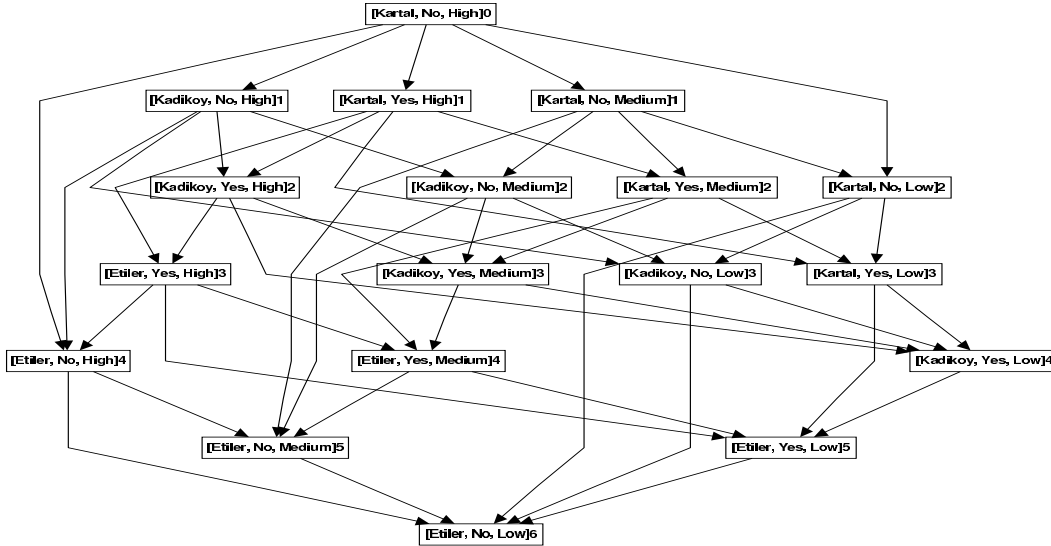 [Kartal, No, High]0
[Kadikoy, No, High]1
[Kartal, Yes, High]1
[Kartal, No, Medium]1
[Kadikoy, Yes, High]2
[Kadikoy, No, Medium]2
[Kartal, Yes, Medium]2
[Kartal, No, Low]2
[Etiler, Yes, High]3
[Kadikoy, Yes, Medium]3
[Kadikoy, No, Low]3
[Kartal, Yes, Low]3
[Etiler, No, High]4
[Etiler, Yes, Medium]4
[Kadikoy, Yes, Low]4
[Etiler, No, Medium]5
[Etiler, Yes, Low]5
[Etiler, No, Low]6